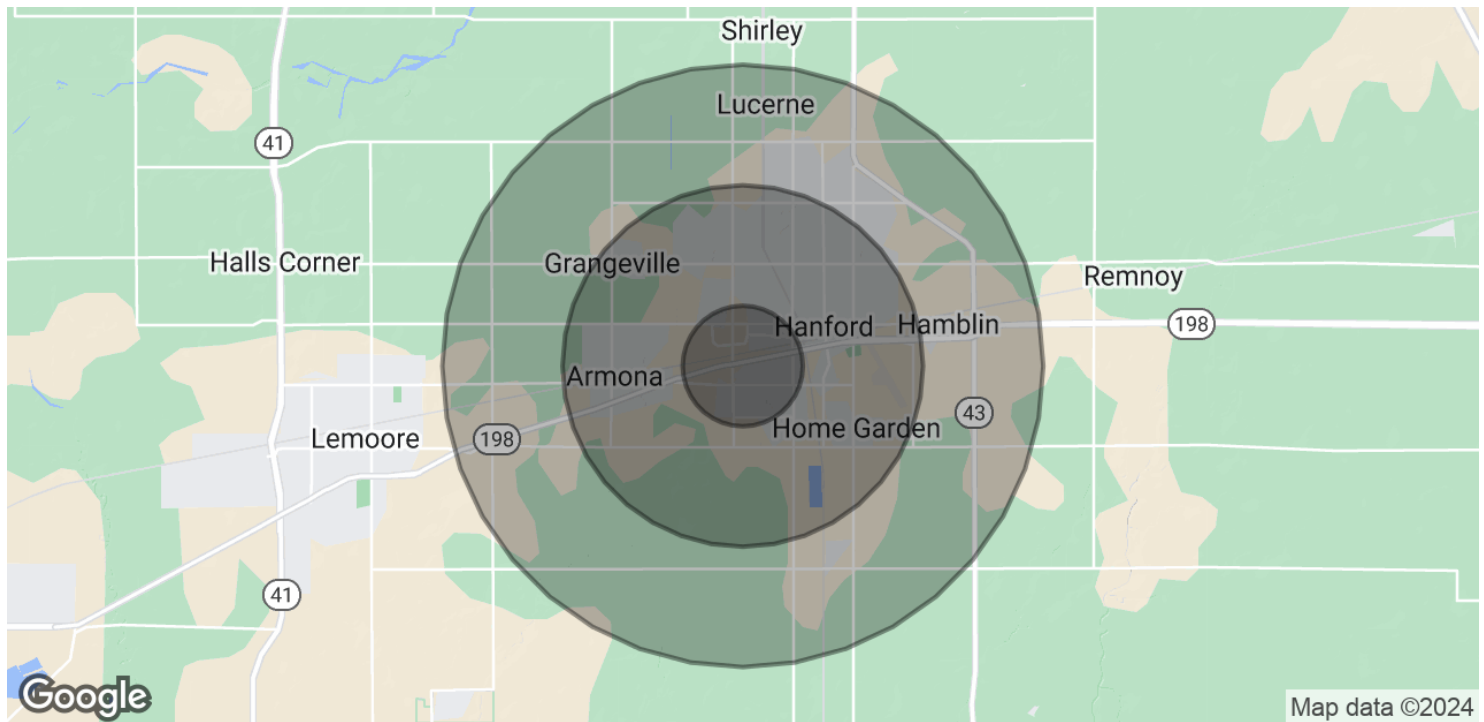 Shirley
Lucerne
41
Halls Corner
Grangeville
Remnoy
Hanford
Hamblin
198
Armona
43
Lemoore
198
Home Garden
41
Google
Map data ©2024